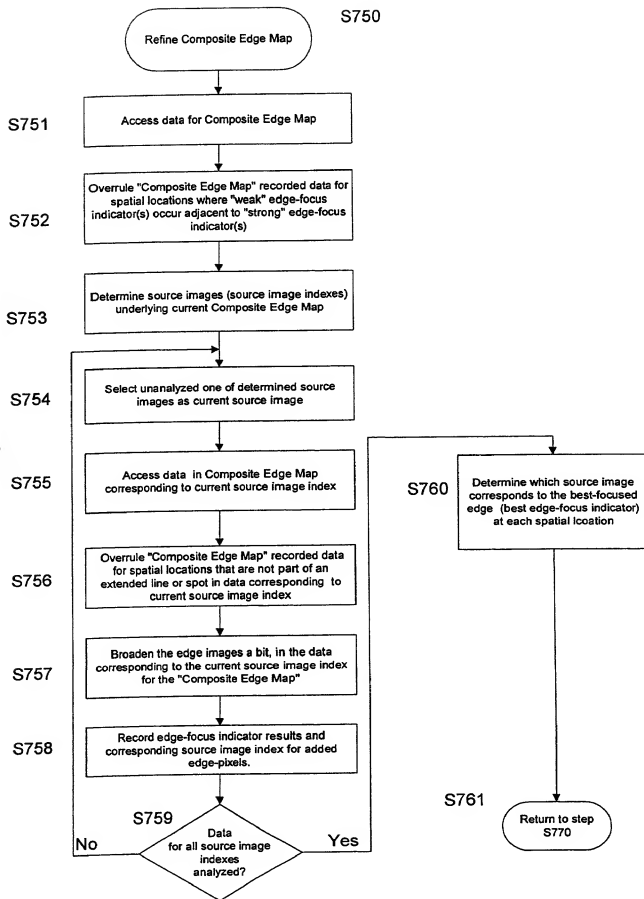 S750
Refine Composite Edge Map
S751
Access data for Composite Edge Map
S752
Overrule "Composite Edge Map" recorded data for
spatial locations where "weak" edge-focus
indicator(s) occur adjacent to "strong" edge-focus
indicator(s)
S753
Determine source images (source image indexes)
underlying current Composite Edge Map
S754
Select unanalyzed one of determined source
images as current source image
S755
Access data in Composite Edge Map
corresponding to current source image index
S756
Overrule "Composite Edge Map" recorded data
for spatial locations that are not part of an
extended line or spot in data corresponding to
current source image index
S757
Broaden the edge images a bit, in the data
corresponding to the current source image index
for the "Composite Edge Map"
S758
Record edge-focus indicator results and
corresponding source image index for added
edge-pixels.
S759
Data
for all source image
indexes
analyzed?
No
Yes
S760
Determine which source image
corresponds to the best-focused
edge (best edge-focus indicator)
at each spatial location
S761
Return to step
S770